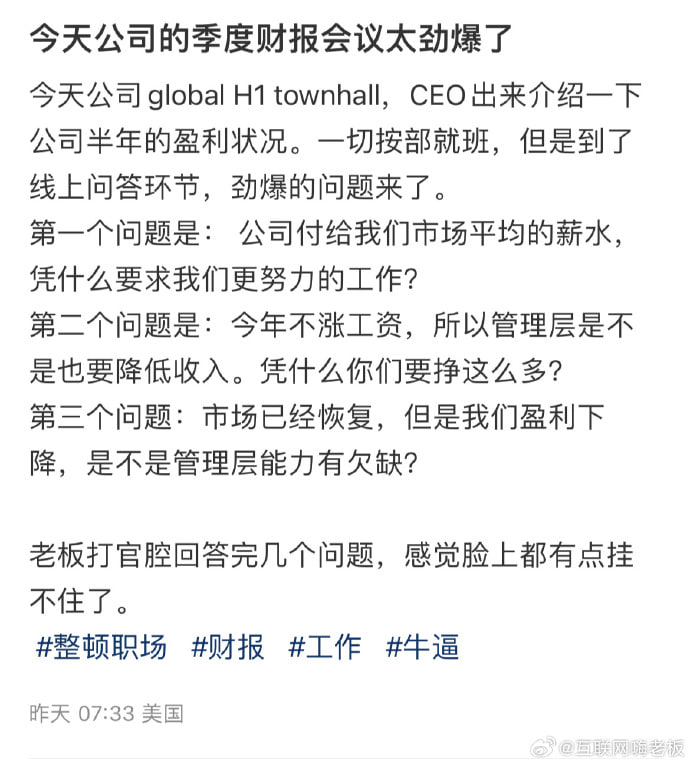 今天公司的季度财报会议太劲爆了
今天公司global H1 townhall，CEO出来介绍一下
公司半年的盈利状况。一切按部就班，但是到了
线上问答环节，劲爆的问题来了。
第一个问题是： 公司付给我们市场平均的薪水，
凭什么要求我们更努力的工作？
第二个问题是：今年不涨工资，所以管理层是不
是也要降低收入。凭什么你们要挣这么多？
第三个问题：市场已经恢复，但是我们盈利下
降，是不是管理层能力有欠缺？
老板打官腔回答完几个问题，感觉脸上都有点挂
不住了。
#整顿职场 #财报 #工作 #牛逼
昨天 07:33 美国
@互联网嗨老板